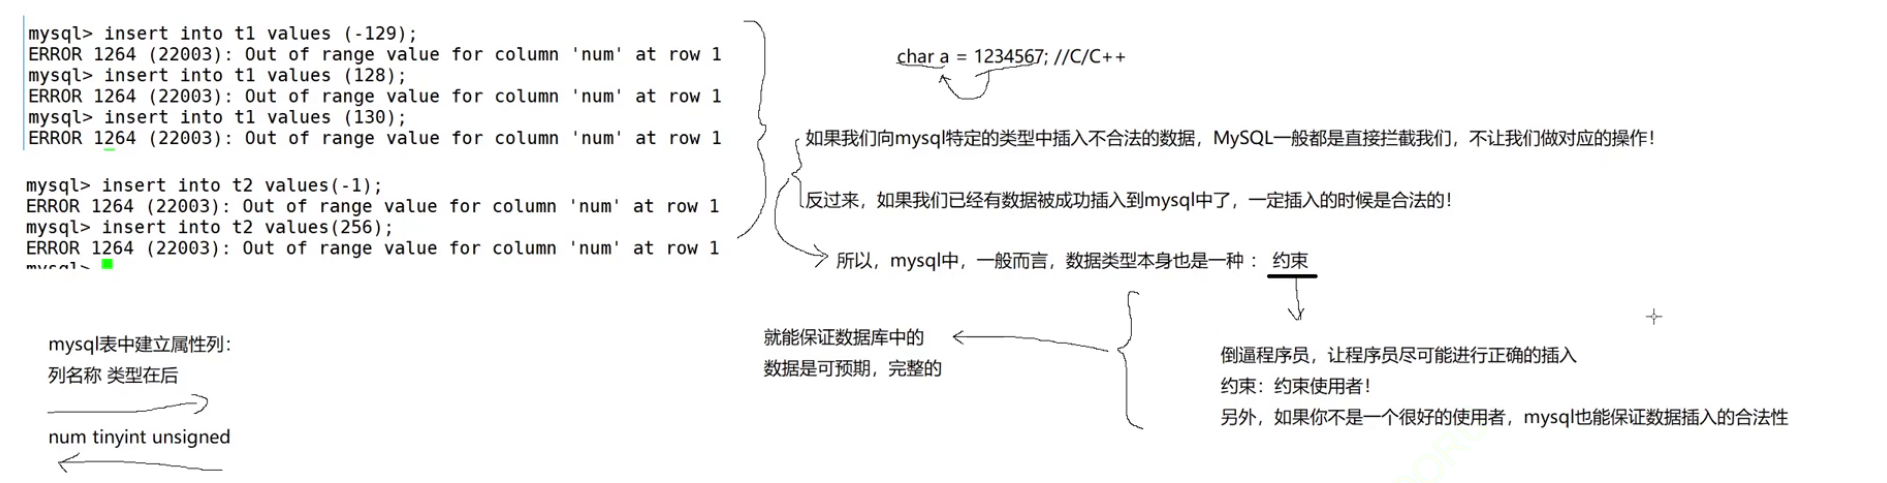 mysql> insert into t1 values (-129);
ERROR 1264 (22003): Out of range value for column 'num' at row 1
mysql> insert into t1 values (128);
ERROR 1264 (22003): Out of range value for column 'num' at row 1
mysql> insert into t1 values (130);
ERROR 1264 (22003): Out of range value for column 'num' at row 1
mysql> insert into t2 values(-1);
ERROR 1264 (22003): Out of range value for column 'num' at row 1
mysql> insert into t2 values(256);
ERROR 1264 (22003): Out of range value for column 'num' at row 1
mysql>
char a = 1234567; //C/C++
如果我们向mysql特定的类型中插入不合法的数据，MySQL一般都是直接拦截我们，不让我们做对应的操作！
反过来，如果我们已经有数据被成功插入到mysql中了，一定插入的时候是合法的！
所以，mysql中，一般而言，数据类型本身也是一种： 约束
就能保证数据库中的
数据是可预期，完整的
倒逼程序员，让程序员尽可能进行正确的插入
约束：约束使用者！
另外，如果你不是一个很好的使用者，mysql也能保证数据插入的合法性
mysql表中建立属性列：
列名称 类型在后
num tinyint unsigned